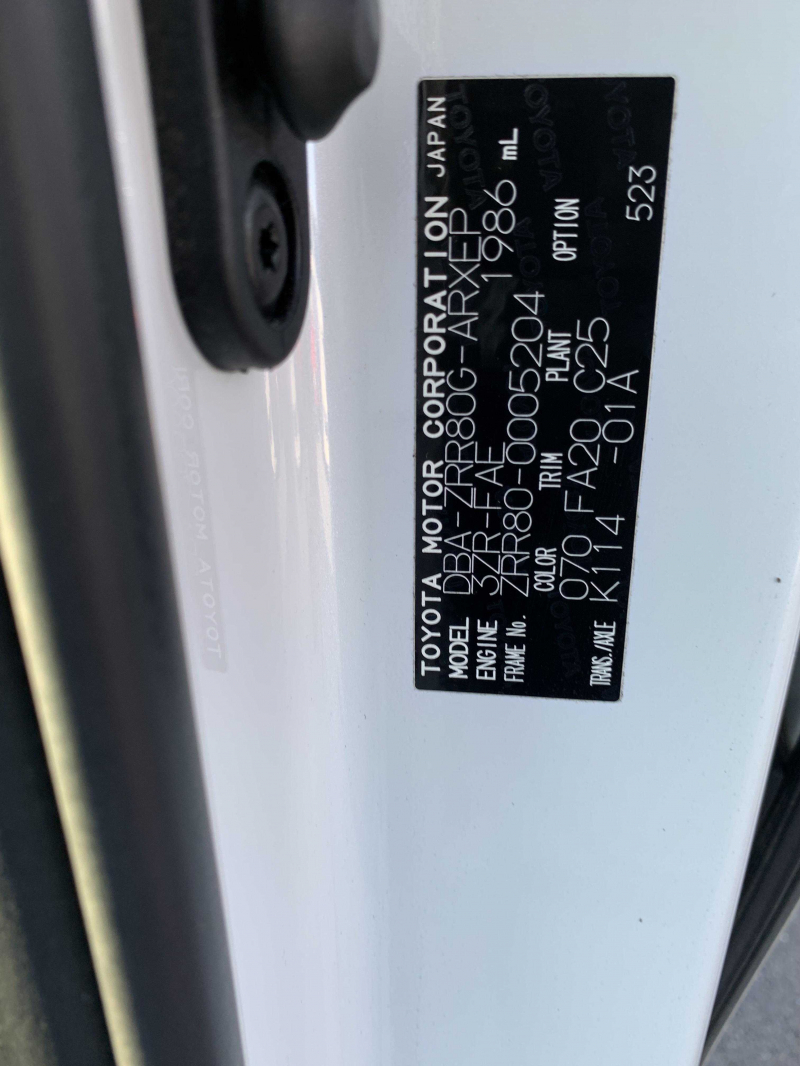 TOYOTA MOTOR CORPORATION JAPAN
MODEL DBA-ZRR80G-ARXEP
ENGINE 3ZR-FAE 1986 mL
FRAME No. ZRR80-0005204
COLOR TRIM PLANT OPTION
070 FA20 C25
TRANS./AXLE K114 -01A 523